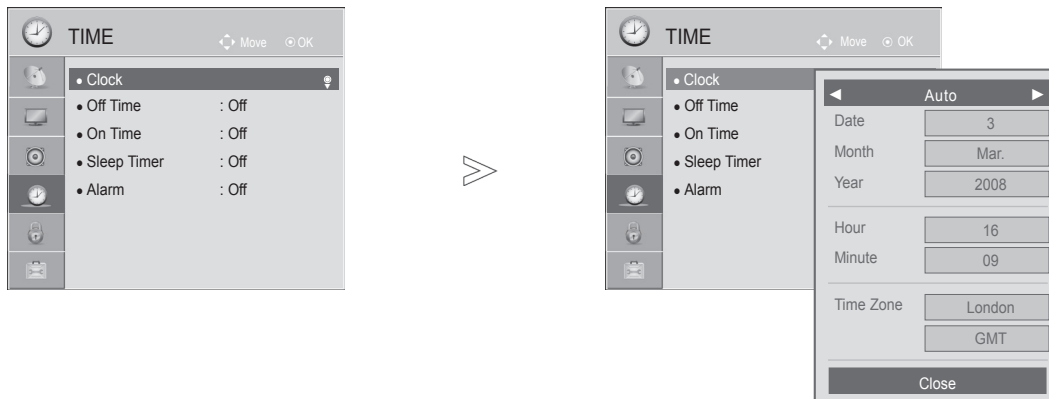 TIME
Move OK
• Clock
• Off Time : Off
• On Time : Off
• Sleep Timer : Off
• Alarm : Off
TIME
Move OK
• Clock
• Off Time
• On Time
• Sleep Timer
• Alarm
◄ Auto ►
Date 3
Month Mar.
Year 2008
Hour 16
Minute 09
Time Zone London
GMT
Close